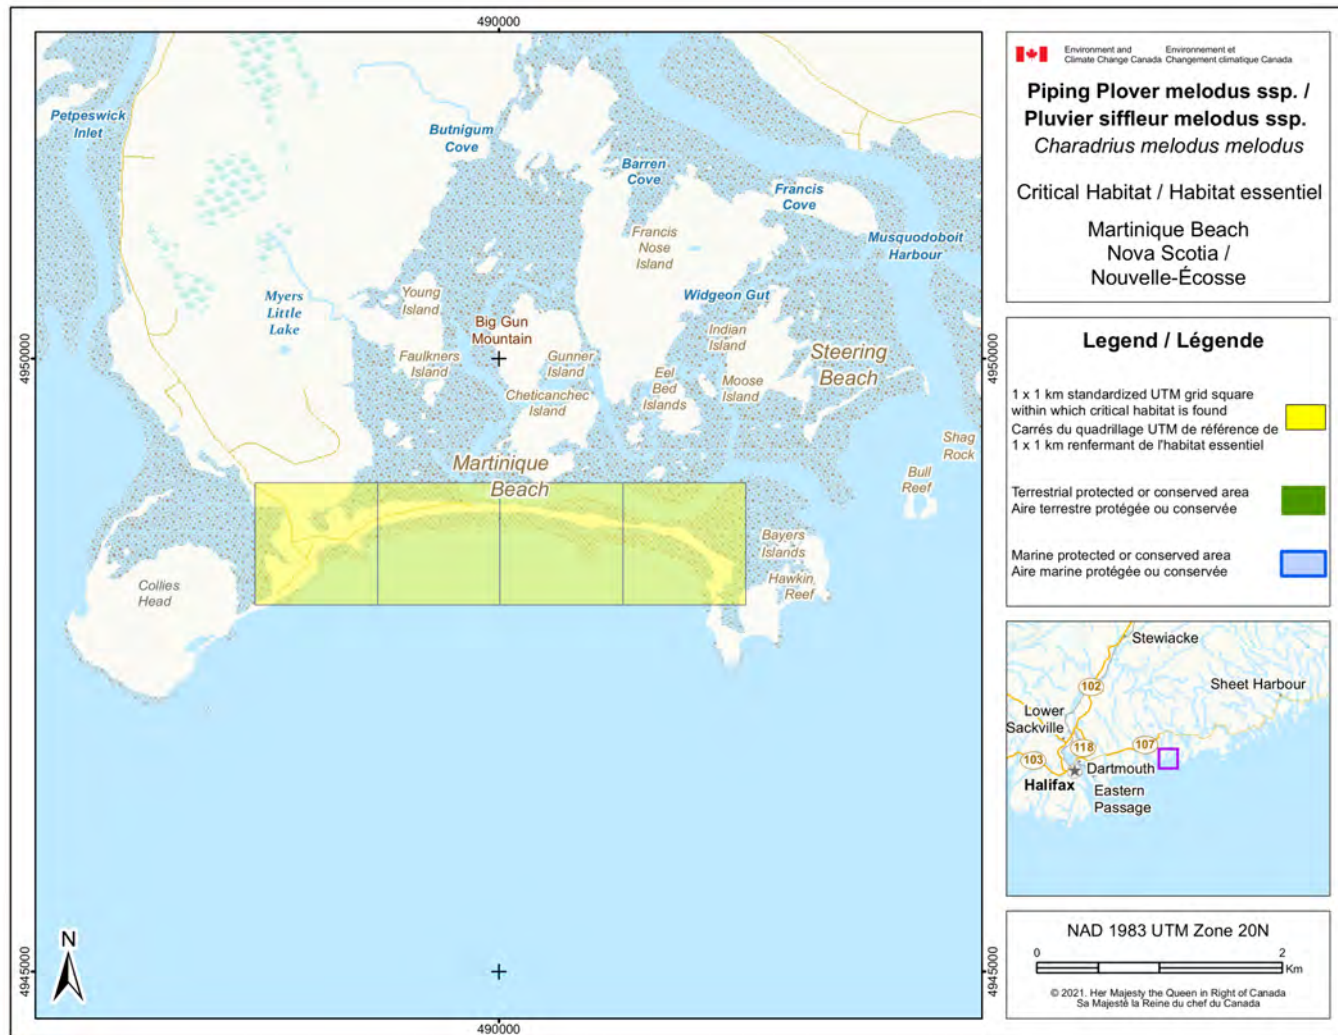 490000
Petpeswick
Inlet
Butnigum
Cove
Barren
Cove
Francis
Cove
Francis
Nose
Island
Musquodoboit
Harbour
Young
Island
Myers
Little
Lake
Widgeon Gut
Big Gun
Mountain
Indian
Island
Steering
Beach
4950000
4950000
Faulkners
Island
Gunner
Island
Eel
Bed
Islands
Moose
Island
Cheticanchec
Island
Shag
Rock
Bull
Reef
Martinique
Beach
Bayers
Islands
Hawkin
Reef
Collies
Head
N
4945000
4945000
490000
Environment and
Climate Change Canada
Environnement et
Changement climatique Canada
Piping Plover melodus ssp. /
Pluvier siffleur melodus ssp.
Charadrius melodus melodus
Critical Habitat / Habitat essentiel
Martinique Beach
Nova Scotia /
Nouvelle-Écosse
Legend / Légende
1 x 1 km standardized UTM grid square
within which critical habitat is found
Carrés du quadrillage UTM de référence de
1 x 1 km renfermant de l'habitat essentiel
Terrestrial protected or conserved area
Aire terrestre protégée ou conservée
Marine protected or conserved area
Aire marine protégée ou conservée
Stewiacke
102
Sheet Harbour
Lower
Sackville
118
107
103
Dartmouth
Halifax
Eastern
Passage
NAD 1983 UTM Zone 20N
0 2
Km
© 2021. Her Majesty the Queen in Right of Canada
Sa Majesté la Reine du chef du Canada